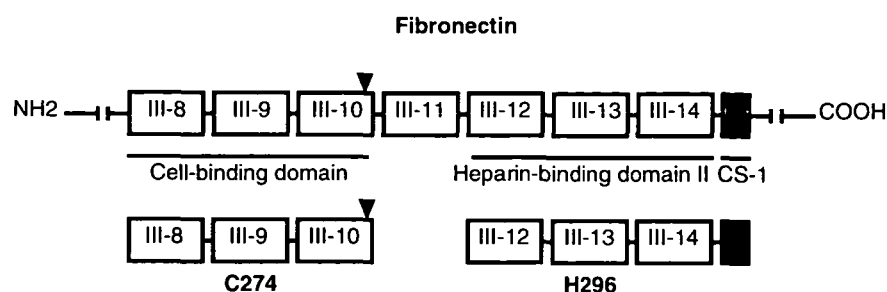 Fibronectin
NH2 III-8 III-9 III-10 III-11 III-12 III-13 III-14 COOH
Cell-binding domain Heparin-binding domain II CS-1
III-8 III-9 III-10 III-12 III-13 III-14
C274 H296